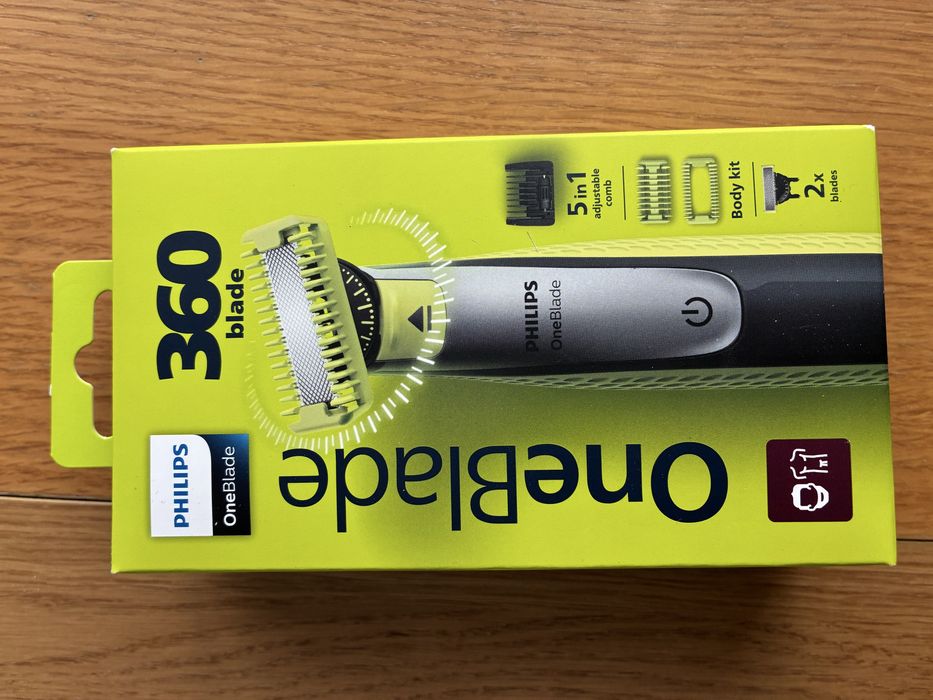 PHILIPS
OneBlade
360
blade
5 in 1
adjustable
comb
Body kit
2x
blades
PHILIPS
OneBlade
OneBlade